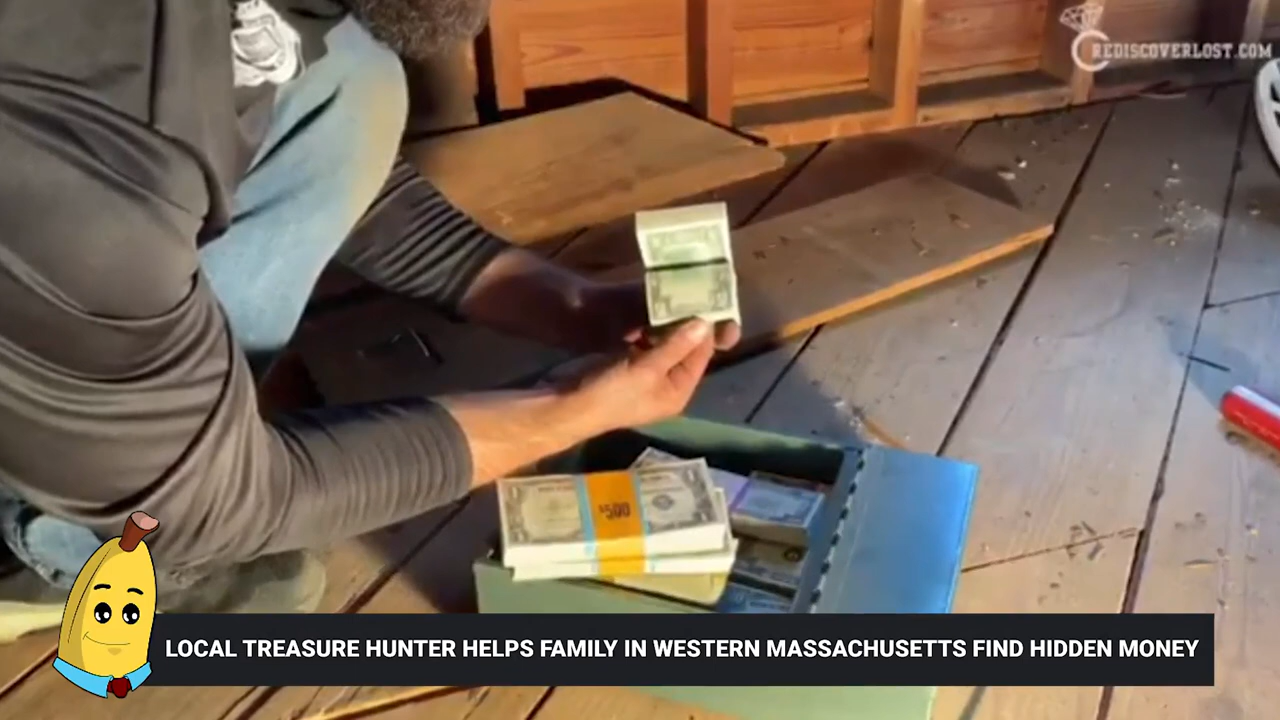 REDISCOVERLOST.COM
$500
LOCAL TREASURE HUNTER HELPS FAMILY IN WESTERN MASSACHUSETTS FIND HIDDEN MONEY